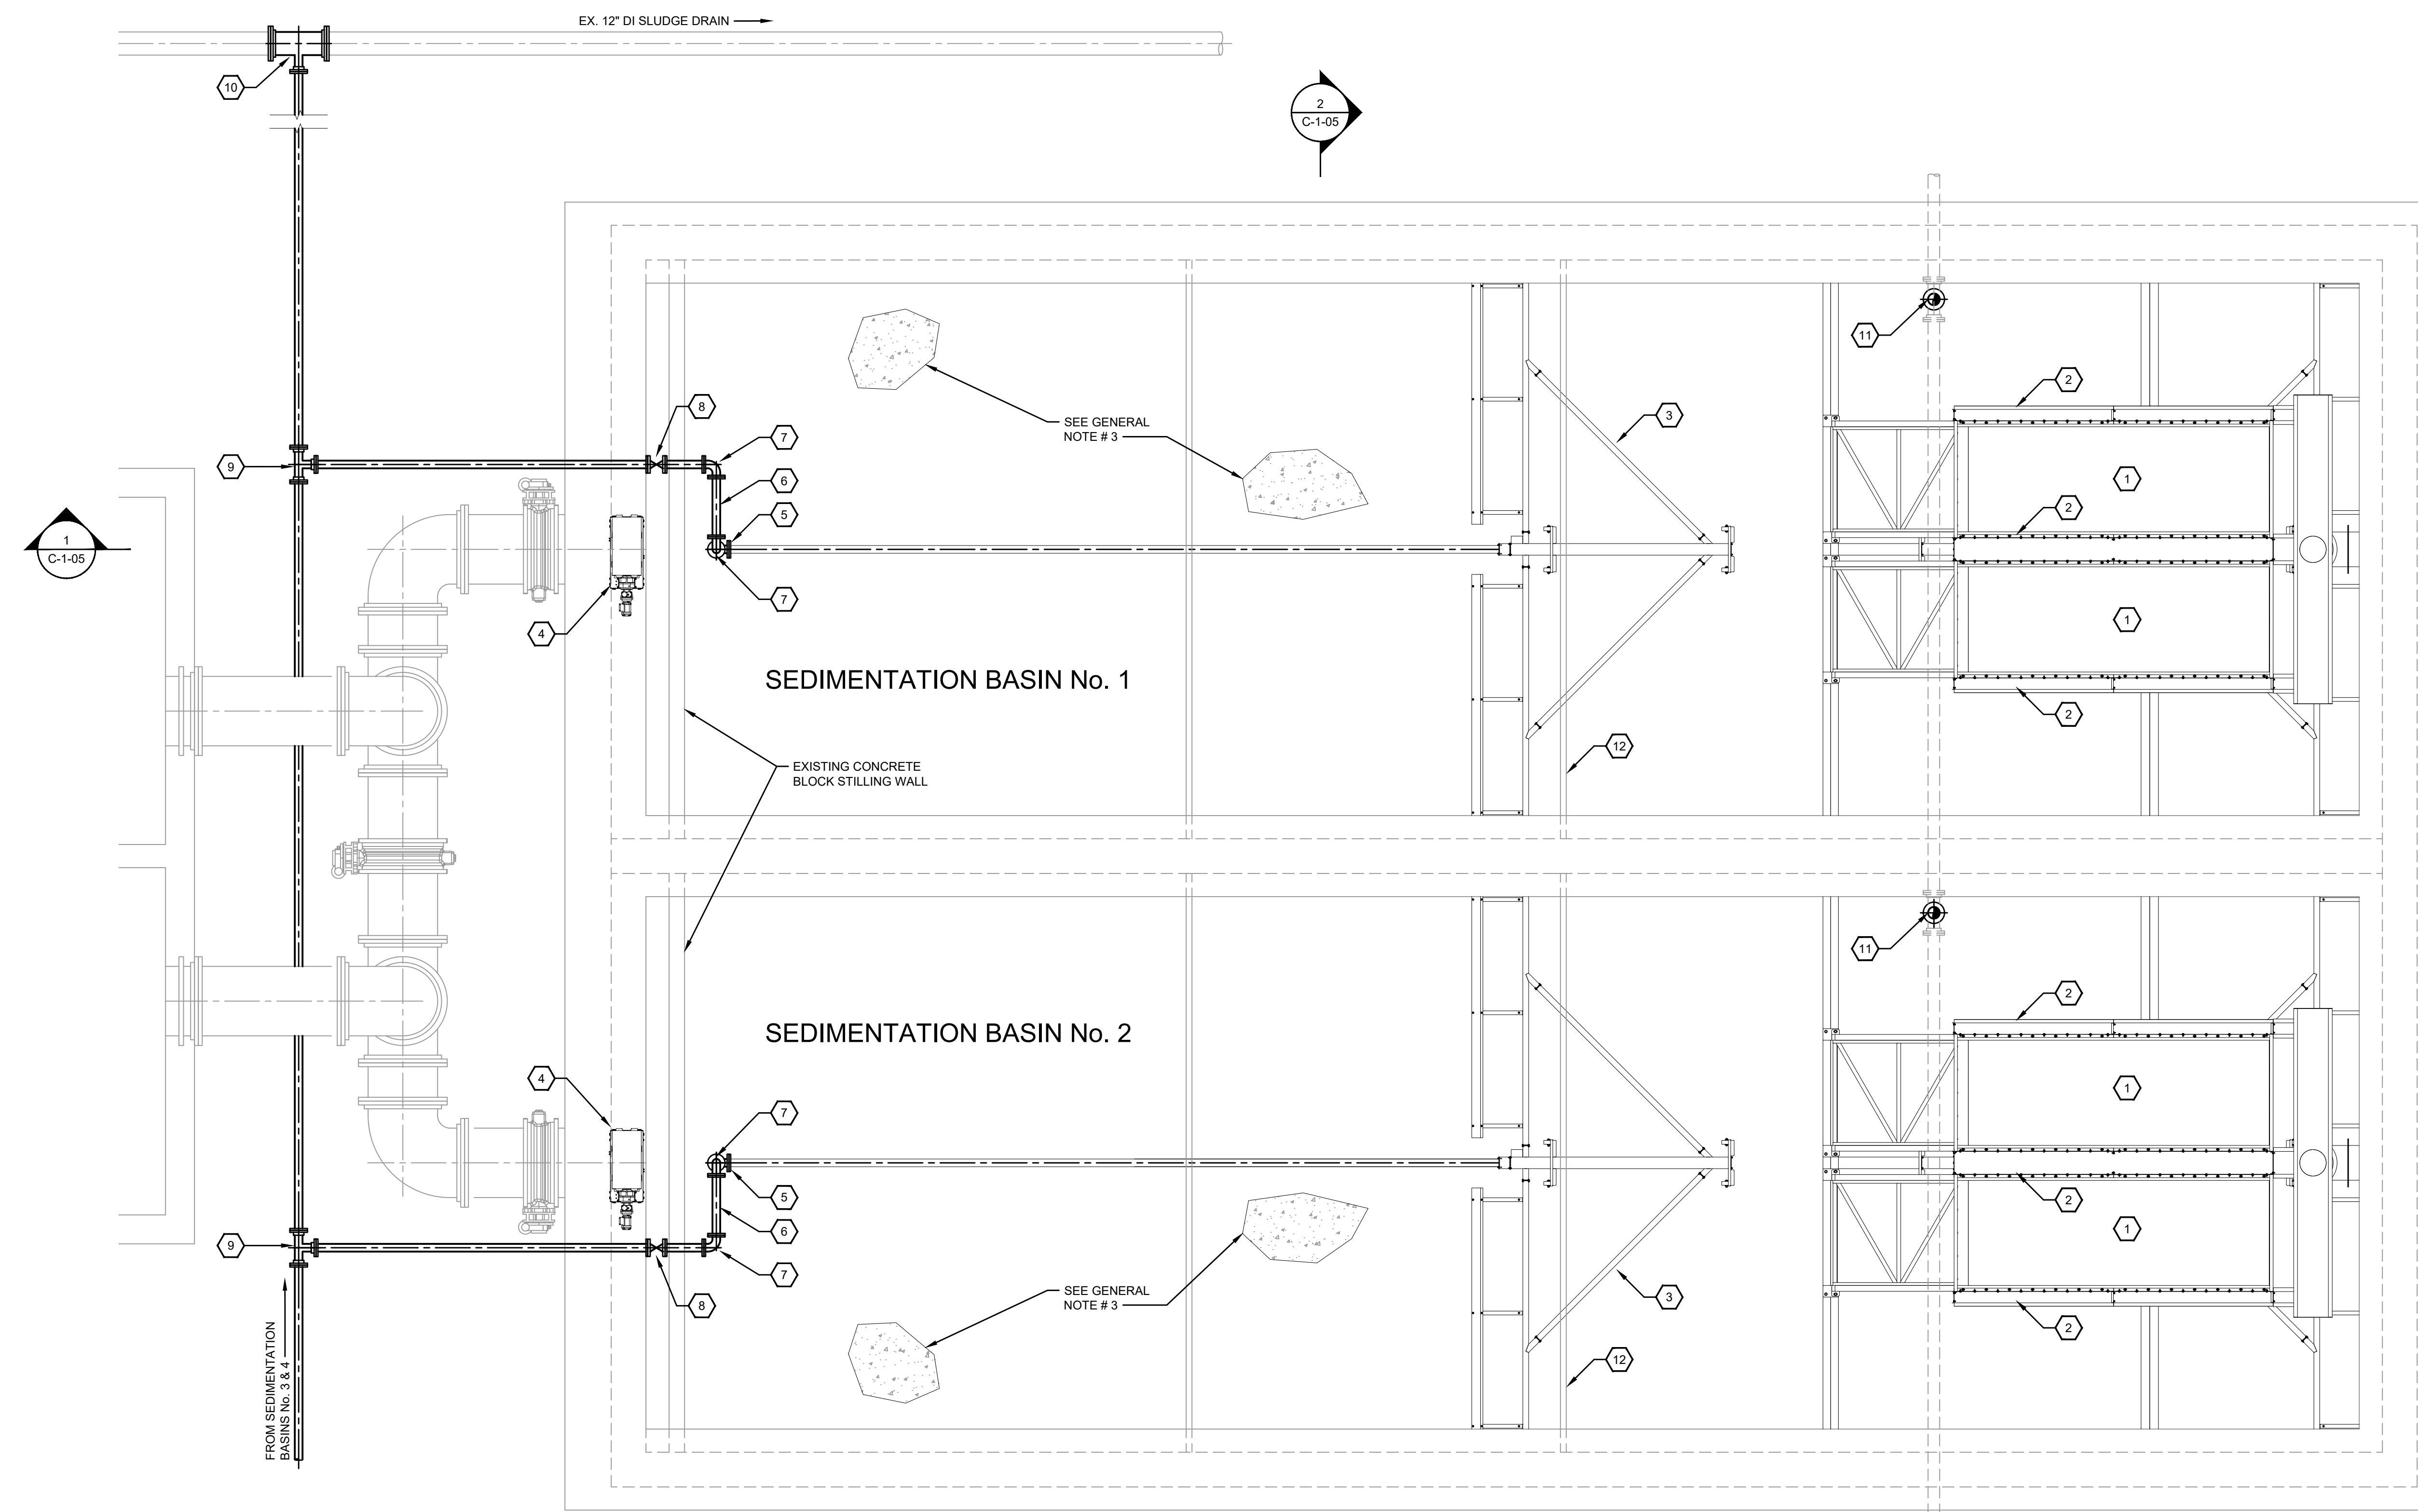 EX. 12" DI SLUDGE DRAIN
10
2
C-1-05
11
2
8
SEE GENERAL
NOTE # 3
3
7
9
6
1
2
5
1
C-1-05
7
4
1
SEDIMENTATION BASIN No. 1
2
12
EXISTING CONCRETE
BLOCK STILLING WALL
11
2
SEDIMENTATION BASIN No. 2
4
1
7
5
2
6
1
9
7
SEE GENERAL
NOTE # 3
3
8
2
12
FROM SEDIMENTATION
BASINS No. 3 & 4